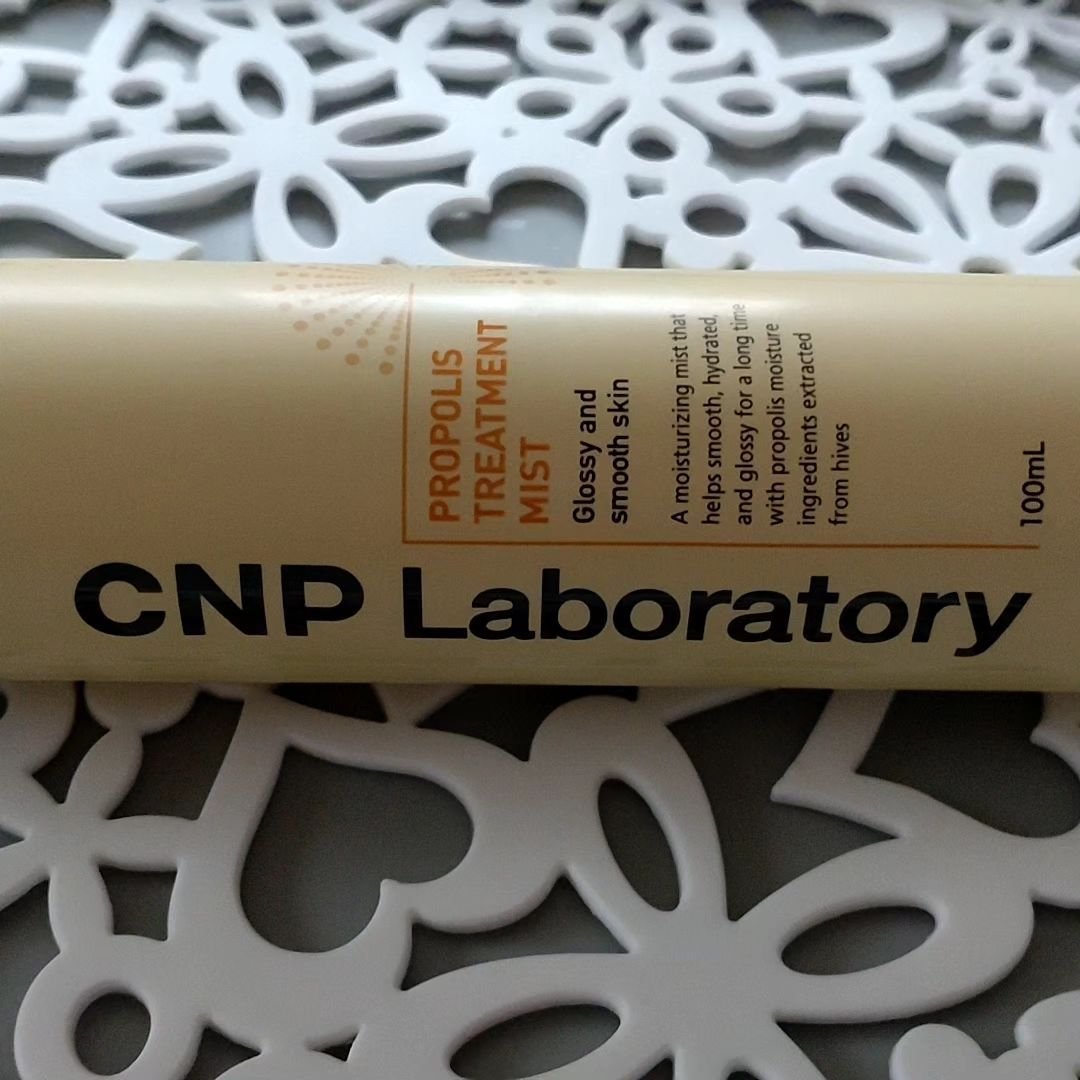 CNP Laboratory
PROPOLIS
TREATMENT
MIST
Glossy and
smooth skin
A moisturizing mist that
helps smooth, hydrated,
and glossy for a long time
with propolis moisture
ingredients extracted
from hives
100mL